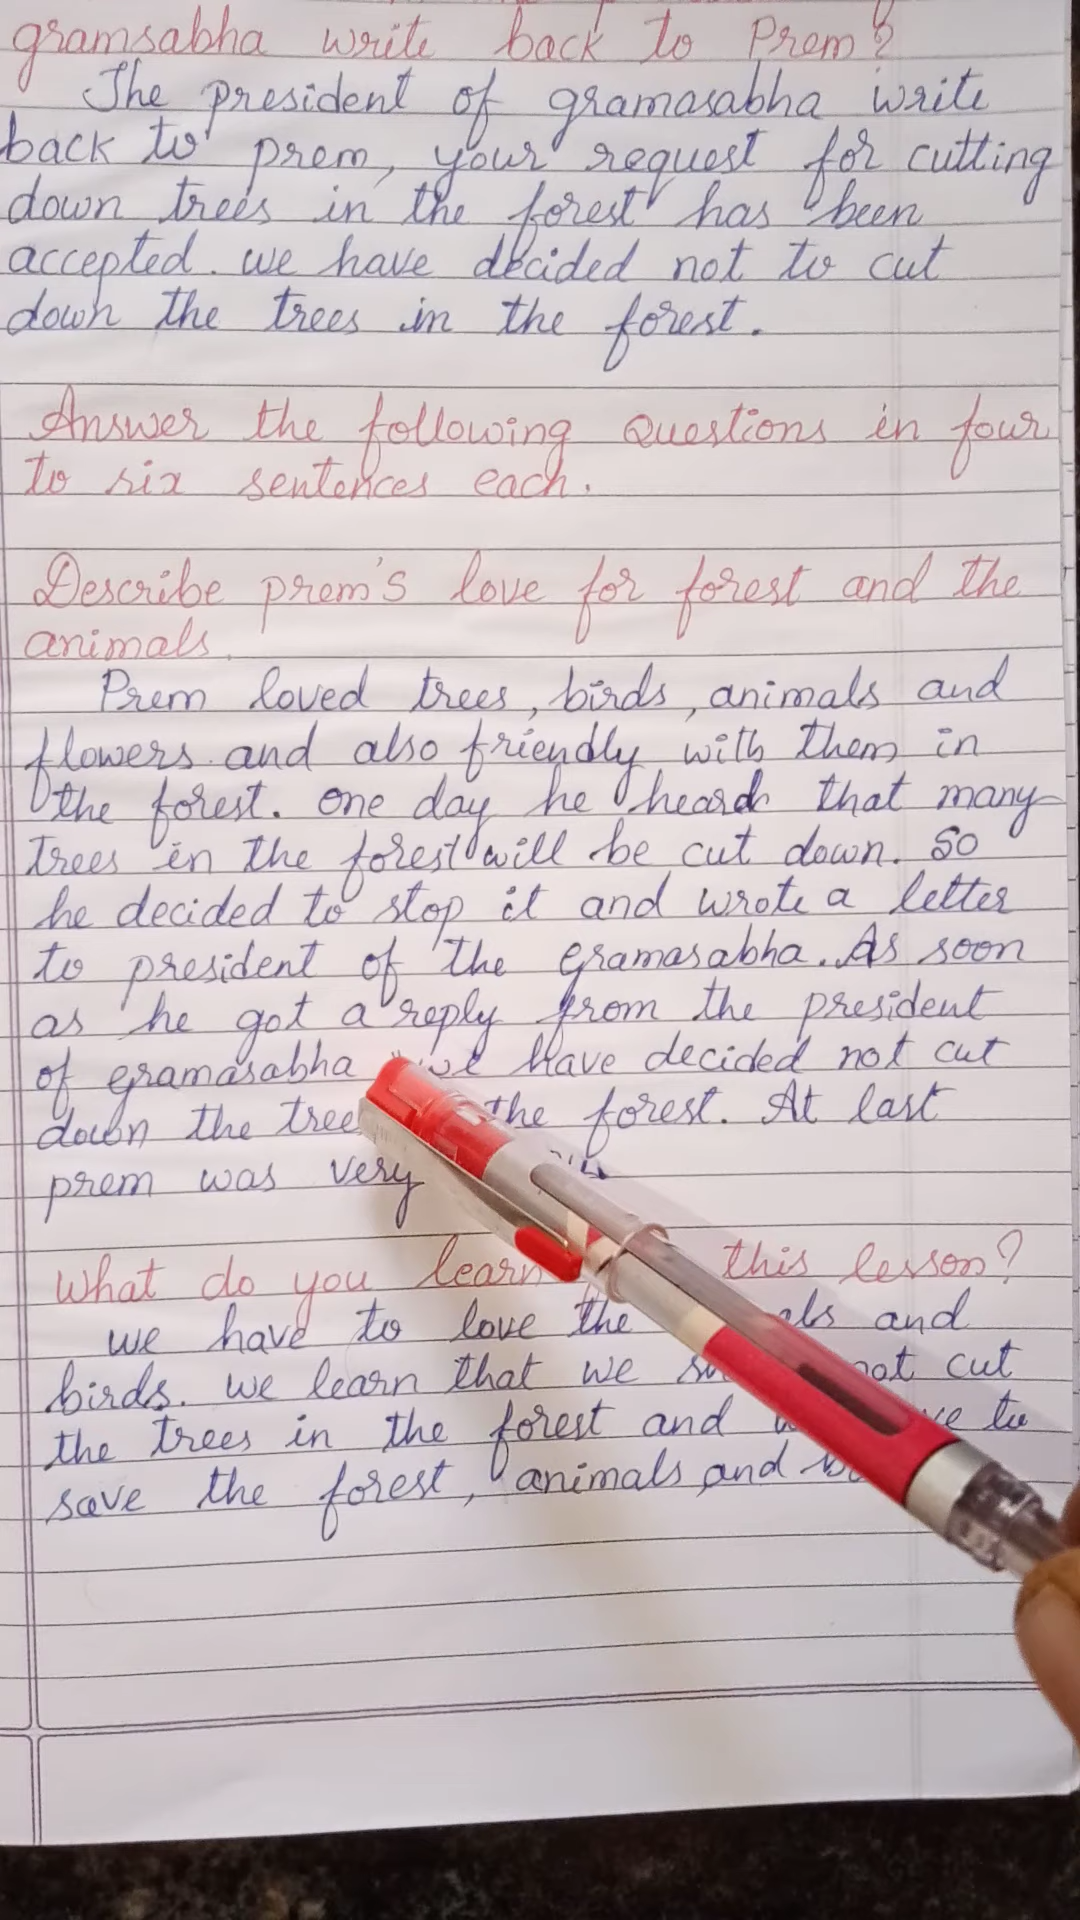 gramsabha write back to Prem?
The president of gramasabha write
back to prem, your request for cutting
down trees in the forest has been
accepted. we have decided not to cut
down the trees in the forest.
Answer the following Questions in four
to six sentences each.
Describe prem's love for forest and the
animals.
Prem loved trees, birds, animals and
flowers and also friendly with them in
the forest. one day he heard that many
trees in the forest will be cut down. so
he decided to stop it and wrote a letter
to president of the gramasabha. As soon
as he got a reply from the president
of gramasabha "we have decided not cut
down the tree the forest. At last
prem was very
What do you learn this lesson?
we have to love the and
birds. we learn that we not cut
the trees in the forest and to
save the forest, animals, and